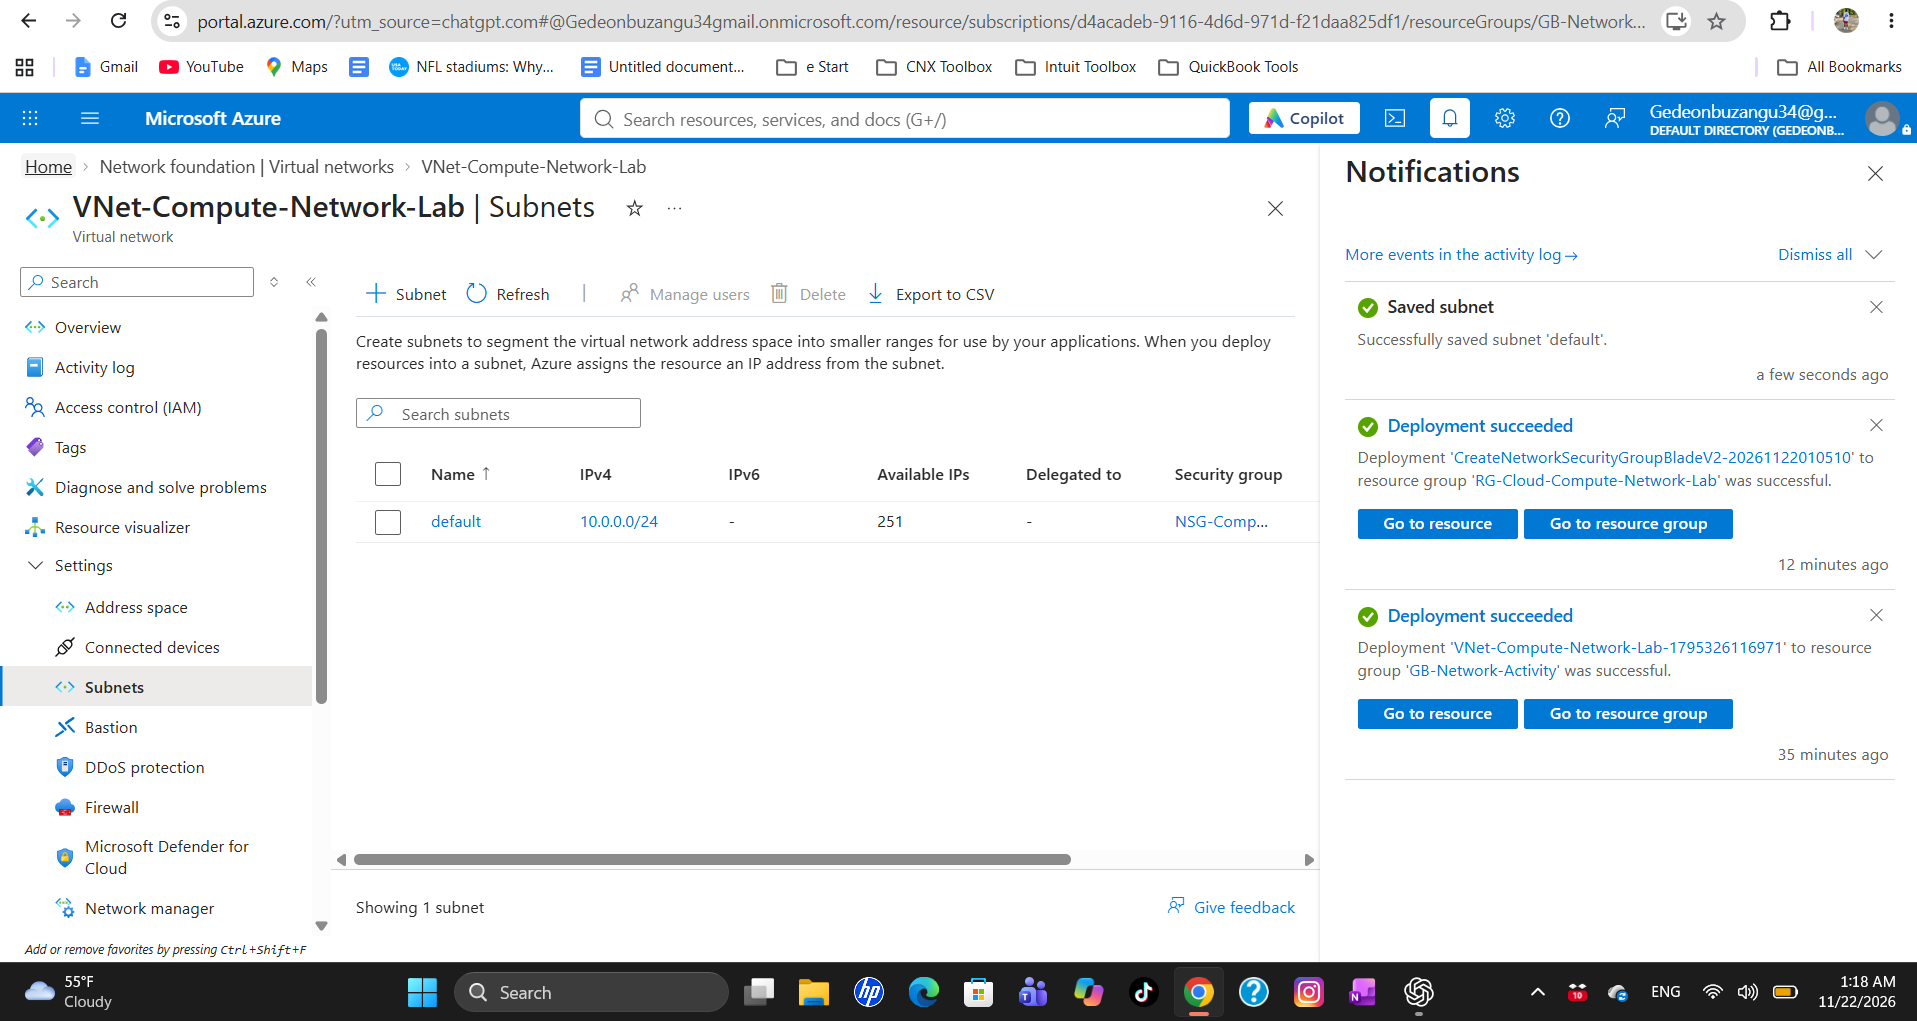 portal.azure.com/?utm_source=chatgpt.com#@Gedeonbuzangu34gmail.onmicrosoft.com/resource/subscriptions/d4acadeb-9116-4d6d-971d-f21daa825df1/resourceGroups/GB-Network...
Gmail
YouTube
Maps
NFL stadiums: Why...
Untitled document...
e Start
CNX Toolbox
Intuit Toolbox
QuickBook Tools
All Bookmarks
Microsoft Azure
Search resources, services, and docs (G+/)
Copilot
Gedeonbuzangu34@g...
DEFAULT DIRECTORY (GEDEONB...
Home > Network foundation | Virtual networks > VNet-Compute-Network-Lab
VNet-Compute-Network-Lab | Subnets
Virtual network
Search
Overview
Activity log
Access control (IAM)
Tags
Diagnose and solve problems
Resource visualizer
Settings
Address space
Connected devices
Subnets
Bastion
DDoS protection
Firewall
Microsoft Defender for
Cloud
Network manager
Add or remove favorites by pressing Ctrl+Shift+F
Subnet
Refresh
Manage users
Delete
Export to CSV
Create subnets to segment the virtual network address space into smaller ranges for use by your applications. When you deploy
resources into a subnet, Azure assigns the resource an IP address from the subnet.
Search subnets
Name ↑ IPv4 IPv6 Available IPs Delegated to Security group
default 10.0.0.0/24 - 251 - NSG-Comp...
Showing 1 subnet
Give feedback
Notifications
More events in the activity log →
Dismiss all
Saved subnet
Successfully saved subnet 'default'.
a few seconds ago
Deployment succeeded
Deployment 'CreateNetworkSecurityGroupBladeV2-20261122010510' to
resource group 'RG-Cloud-Compute-Network-Lab' was successful.
Go to resource
Go to resource group
12 minutes ago
Deployment succeeded
Deployment 'VNet-Compute-Network-Lab-1795326116971' to resource
group 'GB-Network-Activity' was successful.
Go to resource
Go to resource group
35 minutes ago
55°F
Cloudy
Search
10
ENG
1:18 AM
11/22/2026